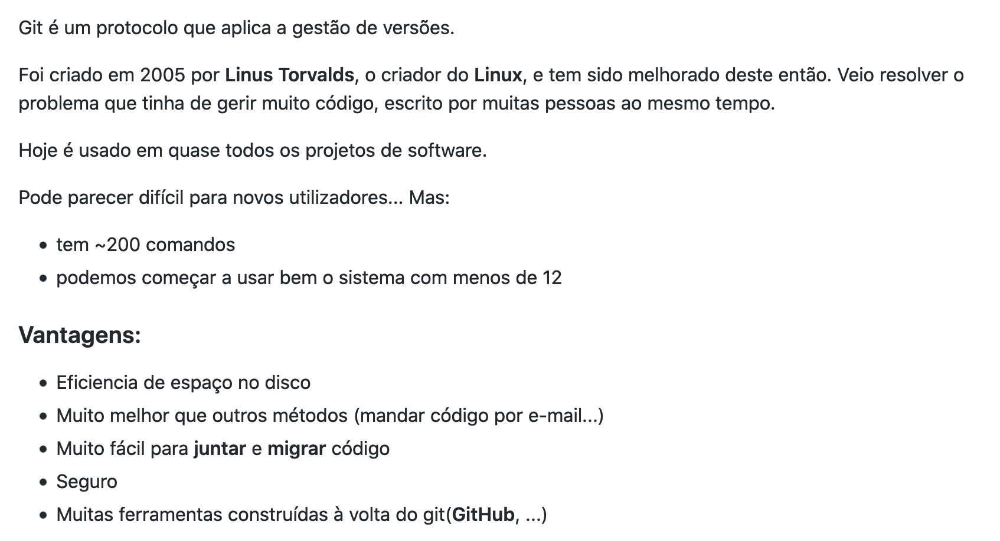 Git é um protocolo que aplica a gestão de versões.
Foi criado em 2005 por Linus Torvalds, o criador do Linux, e tem sido melhorado deste então. Veio resolver o
problema que tinha de gerir muito código, escrito por muitas pessoas ao mesmo tempo.
Hoje é usado em quase todos os projetos de software.
Pode parecer difícil para novos utilizadores... Mas:
• tem ~200 comandos
• podemos começar a usar bem o sistema com menos de 12
Vantagens:
• Eficiencia de espaço no disco
• Muito melhor que outros métodos (mandar código por e-mail...)
• Muito fácil para juntar e migrar código
• Seguro
• Muitas ferramentas construídas à volta do git(GitHub, ...)